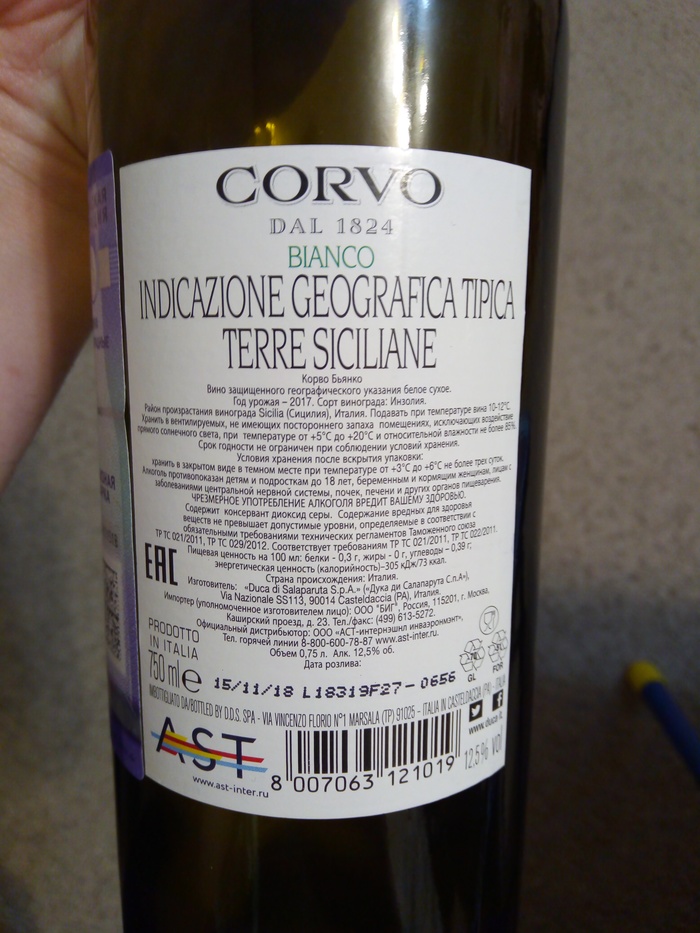 CORVO
DAL 1824
BIANCO
INDICAZIONE GEOGRAFICA TIPICA
TERRE SICILIANE
Корво Бьянко
Вино защищенного географического указания белое сухое.
Год урожая – 2017. Сорт винограда: Инзолия.
Район произрастания винограда Sicilia (Сицилия), Италия. Подавать при температуре вина 10-12°С.
Хранить в вентилируемых, не имеющих постороннего запаха помещениях, исключающих воздействие
прямого солнечного света, при температуре от +5°С до +20°С и относительной влажности не более 85%.
Срок годности не ограничен при соблюдении условий хранения.
Условия хранения после вскрытия упаковки:
хранить в закрытом виде в темном месте при температуре от +3°С до +6°С не более трех суток.
Алкоголь противопоказан детям и подросткам до 18 лет, беременным и кормящим женщинам, лицам с
заболеваниями центральной нервной системы, почек, печени и других органов пищеварения.
ЧРЕЗМЕРНОЕ УПОТРЕБЛЕНИЕ АЛКОГОЛЯ ВРЕДИТ ВАШЕМУ ЗДОРОВЬЮ.
Содержит консервант диоксид серы. Содержание вредных для здоровья
веществ не превышает допустимые уровни, определяемые в соответствии с
обязательными требованиями технических регламентов Таможенного союза
ТР ТС 021/2011, ТР ТС 029/2012. Соответствует требованиям ТР ТС 021/2011, ТР ТС 022/2011.
Пищевая ценность на 100 мл: белки - 0,3 г, жиры - 0 г, углеводы – 0,39 г;
энергетическая ценность (калорийность)–305 кДж/73 ккал.
EAC
Страна происхождения: Италия.
Изготовитель: «Duca di Salaparuta S.p.A.» («Дука ди Салапарута С.п.А»),
Via Nazionale SS113, 90014 Casteldaccia (PA), Италия.
Импортер (уполномоченное изготовителем лицо): ООО "БИГ", Россия, 115201, г. Москва,
Каширский проезд, д. 23. Тел./факс: (499) 613-5272.
Официальный дистрибьютор: ООО «АСТ-интернэшнл инваэронмэнт»,
Тел. горячей линии 8-800-600-78-87 www.ast-inter.ru.
Объем 0,75 л. Алк. 12,5% об.
Дата розлива:
PRODOTTO
IN ITALIA
750 ml e
GL
FOR
15/11/18 L18319F27- 0656
IMBOTTIGLIATO DA/BOTTLED BY D.D.S. SPA - VIA VINCENZO FLORIO N°1 MARSALA (TP) 91025 - ITALIA IN CASTELDACCIA (PA) - ITALIA
www.duca.it
AST
www.ast-inter.ru
8 007063 121019
12,5% VOL